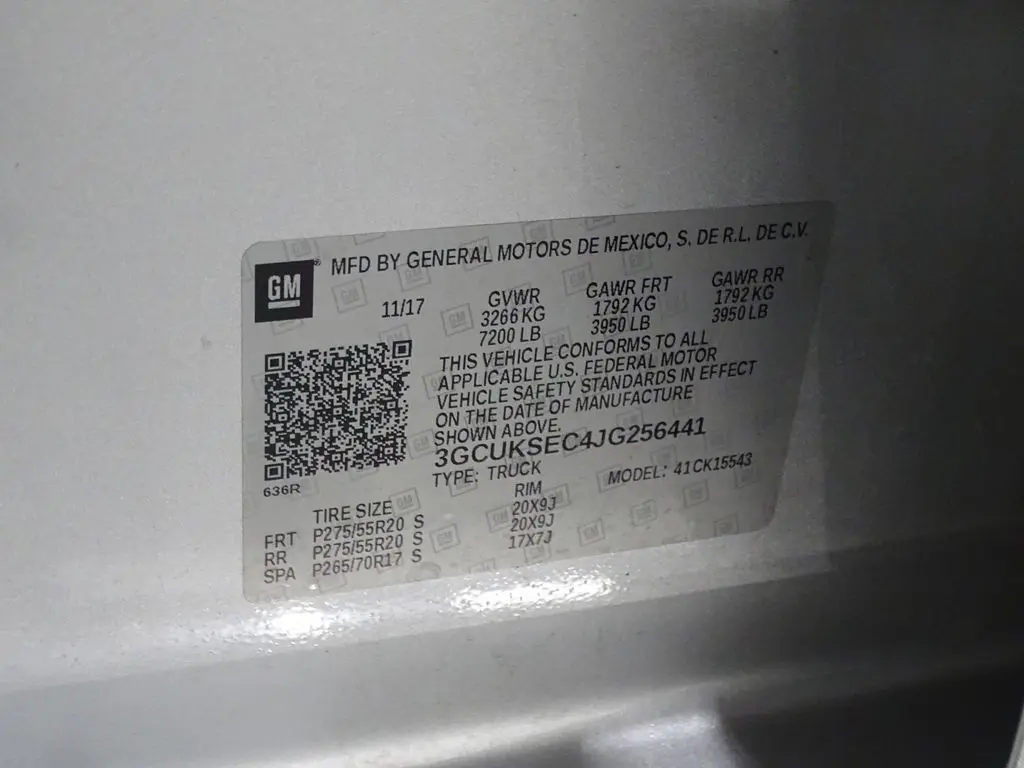 GM® MFD BY GENERAL MOTORS DE MEXICO, S. DE R.L. DE C.V.
11/17 GVWR GAWR FRT GAWR RR
3266 KG 1792 KG 1792 KG
7200 LB 3950 LB 3950 LB
THIS VEHICLE CONFORMS TO ALL
APPLICABLE U.S. FEDERAL MOTOR
VEHICLE SAFETY STANDARDS IN EFFECT
ON THE DATE OF MANUFACTURE
SHOWN ABOVE.
3GCUKSEC4JG256441
TYPE: TRUCK MODEL: 41CK15543
636R
TIRE SIZE RIM
FRT P275/55R20 S 20X9J
RR P275/55R20 S 20X9J
SPA P265/70R17 S 17X7J